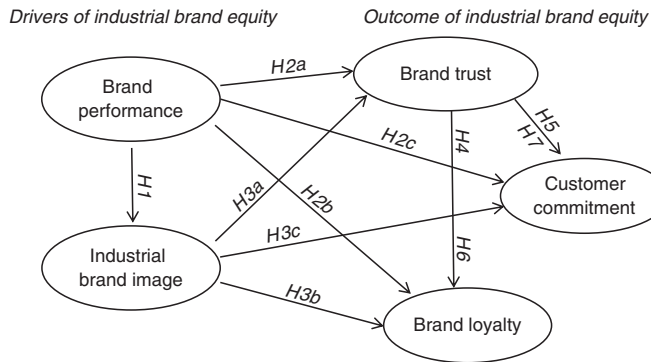 Drivers of industrial brand equity
Outcome of industrial brand equity
Brand
performance
H2a
Brand trust
H5
H7
H4
H2c
H1
H3a
H2b
Customer
commitment
Industrial
brand image
H3c
H6
H3b
Brand loyalty